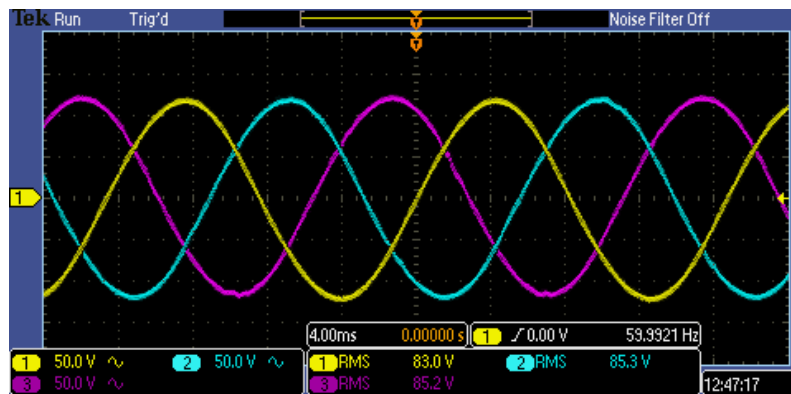 Tek Run Trig'd Noise Filter Off
T
T
1
4.00ms 0.00000 s 1 0.00 V 59.9921 Hz
1 50.0 V 2 50.0 V 1 RMS 83.0 V 2 RMS 85.3 V
3 50.0 V 3 RMS 85.2 V
12:47:17